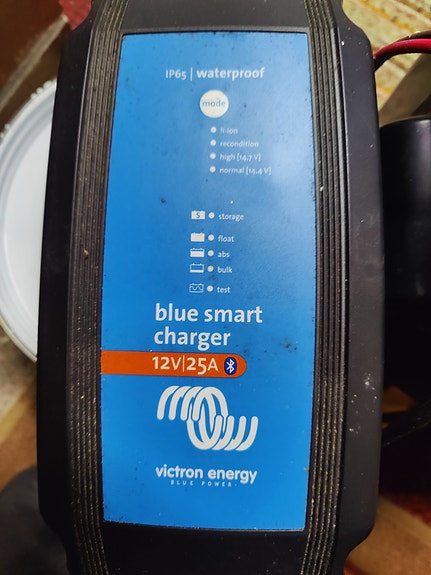 IP65 | waterproof
mode
li-ion
recondition
high [14.7 V]
normal [14.4 V]
S storage
float
abs
bulk
test
blue smart
charger
12V|25A
victron energy
BLUE POWER